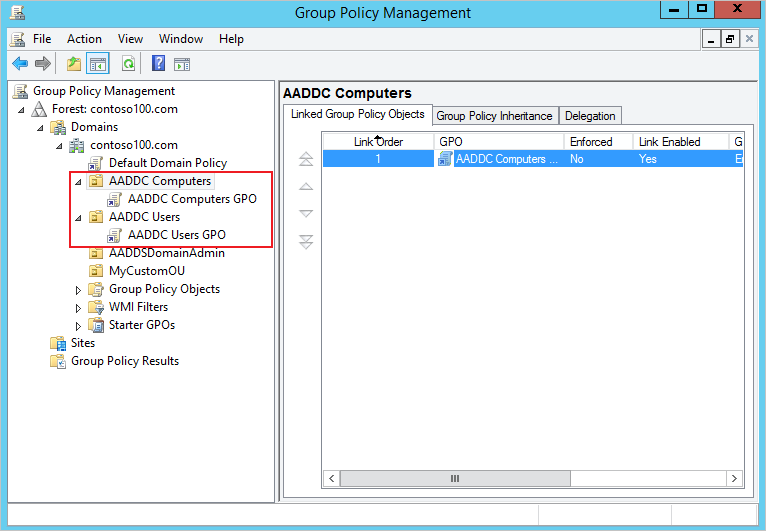 Group Policy Management
File Action View Window Help
Group Policy Management
Forest: contoso100.com
Domains
contoso100.com
Default Domain Policy
AADDC Computers
AADDC Computers GPO
AADDC Users
AADDC Users GPO
AADDSDomainAdmin
MyCustomOU
Group Policy Objects
WMI Filters
Starter GPOs
Sites
Group Policy Results
AADDC Computers
Linked Group Policy Objects Group Policy Inheritance Delegation
Link Order GPO Enforced Link Enabled G
1 AADDC Computers ... No Yes